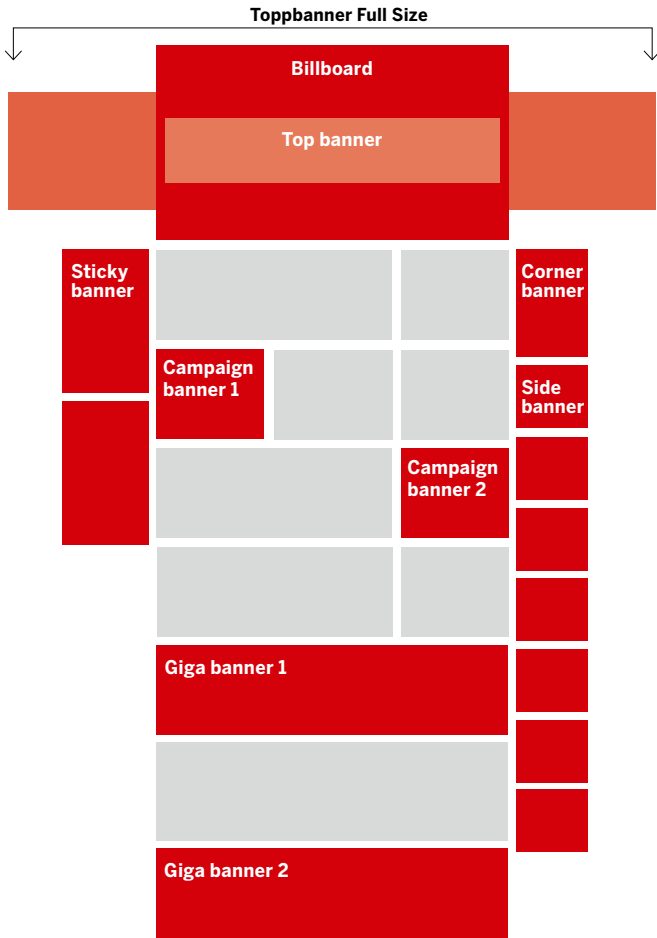 Toppbanner Full Size
Billboard
Top banner
Sticky
banner
Corner
banner
Campaign
banner 1
Side
banner
Campaign
banner 2
Giga banner 1
Giga banner 2